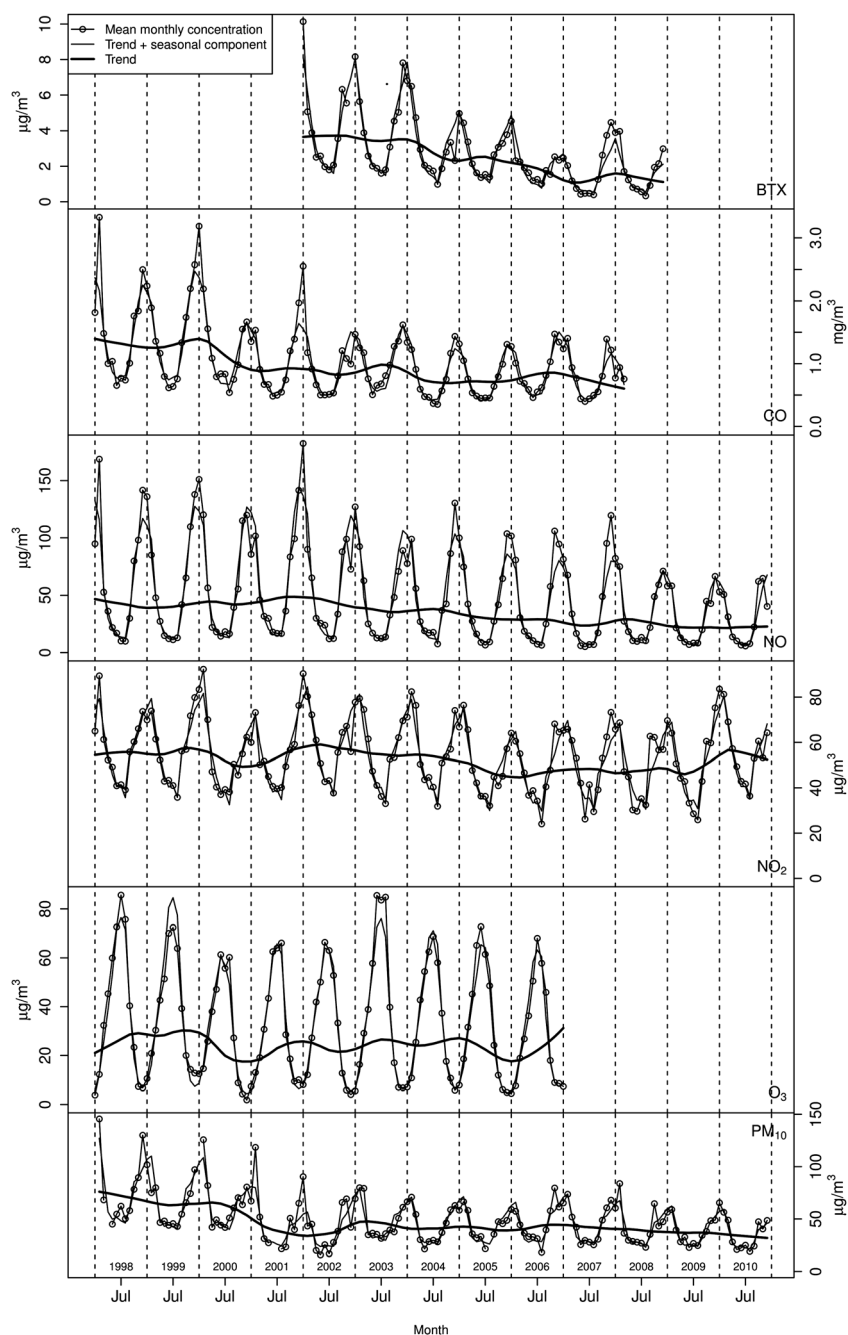 Mean monthly concentration
Trend + seasonal component
Trend
10
8
6
4
2
0
µg/m³
BTX
3.0
2.0
1.0
0.0
mg/m³
CO
150
100
50
0
µg/m³
NO
80
60
40
20
0
µg/m³
NO₂
80
60
40
20
0
µg/m³
O₃
150
100
50
0
µg/m³
PM₁₀
1998 1999 2000 2001 2002 2003 2004 2005 2006 2007 2008 2009 2010
Jul Jul Jul Jul Jul Jul Jul Jul Jul Jul Jul Jul Jul
Month